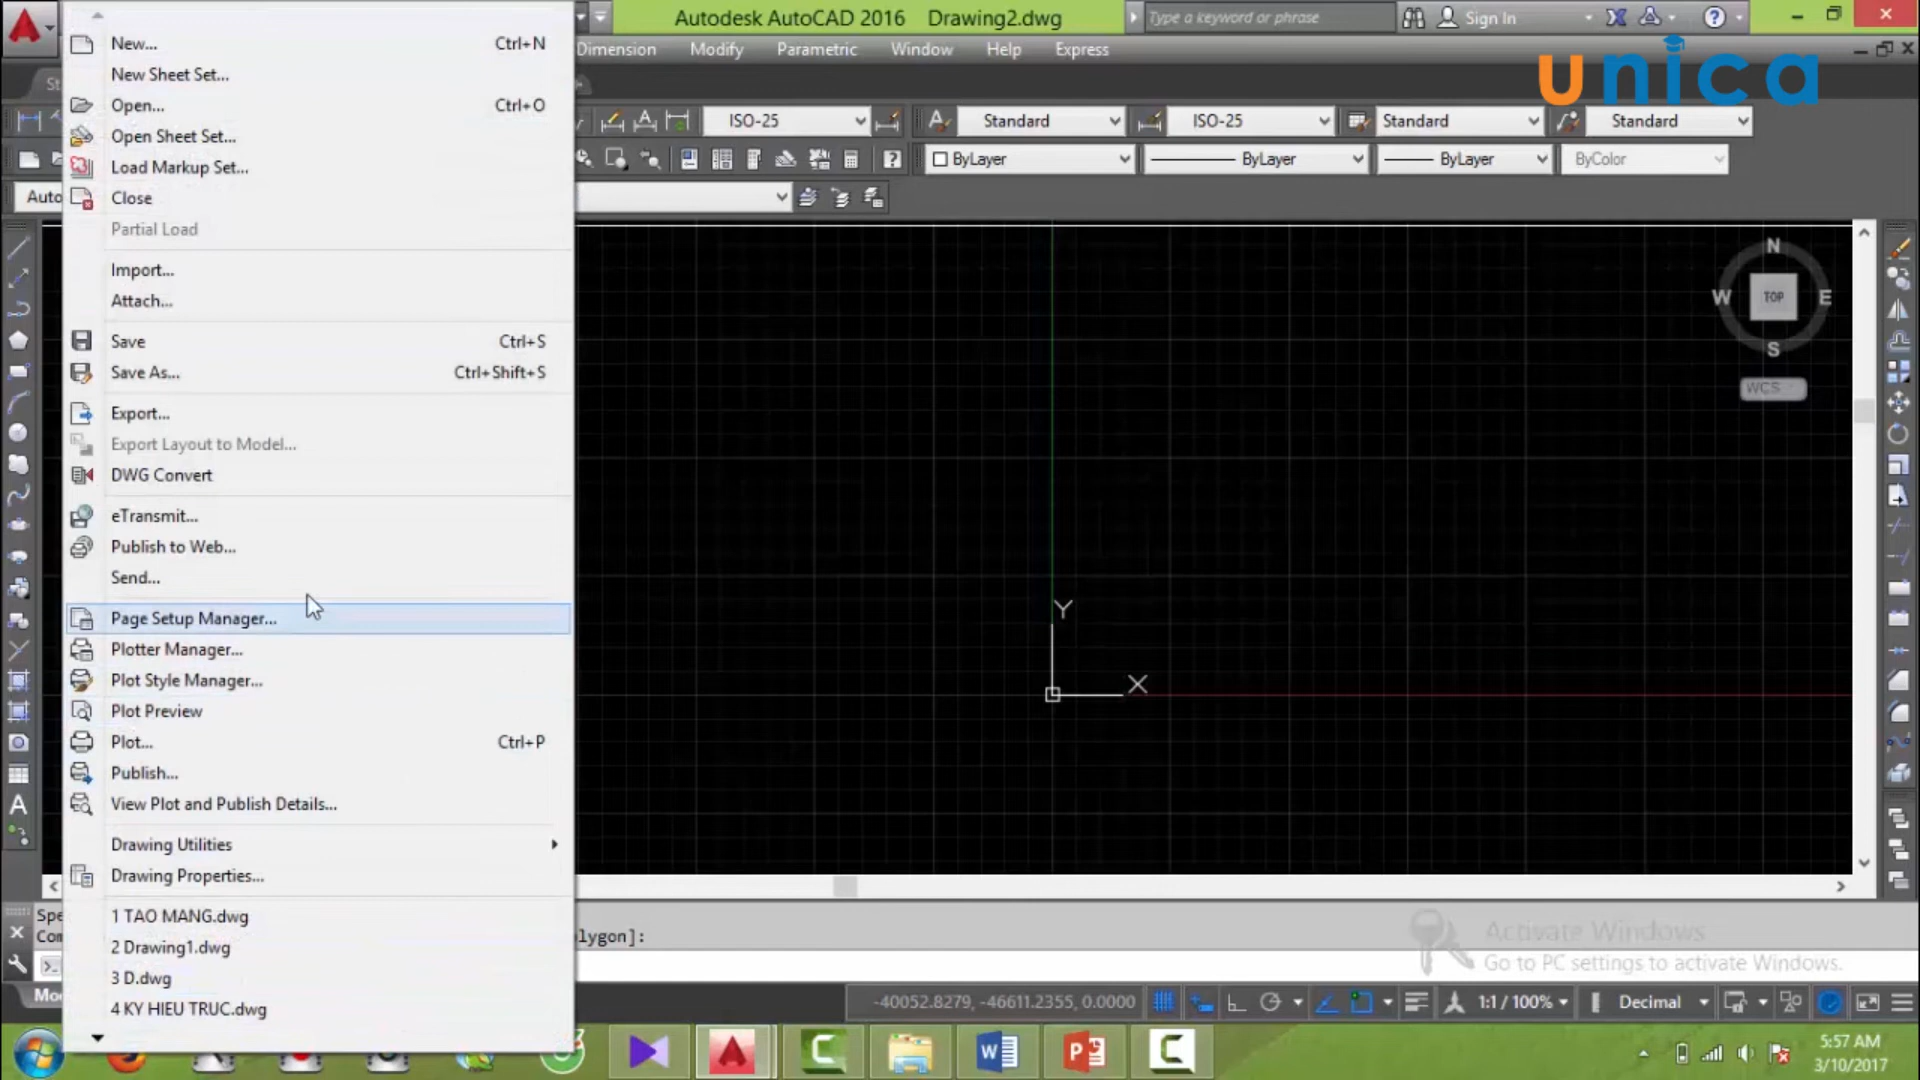 Autodesk AutoCAD 2016 Drawing2.dwg
Type a keyword or phrase
Sign In
Dimension Modify Parametric Window Help Express
unica
St
ISO-25
Standard
ISO-25
Standard
Standard
ByLayer
ByLayer
ByLayer
ByColor
Auto
New... Ctrl+N
New Sheet Set...
Open... Ctrl+O
Open Sheet Set...
Load Markup Set...
Close
Partial Load
Import...
Attach...
Save Ctrl+S
Save As... Ctrl+Shift+S
Export...
Export Layout to Model...
DWG Convert
eTransmit...
Publish to Web...
Send...
Page Setup Manager...
Plotter Manager...
Plot Style Manager...
Plot Preview
Plot... Ctrl+P
Publish...
View Plot and Publish Details...
Drawing Utilities
Drawing Properties...
1 TAO MANG.dwg
2 Drawing1.dwg
3 D.dwg
4 KY HIEU TRUC.dwg
N
W TOP E
S
WCS
Y
X
Spe
Com
lygon]:
Activate Windows
Go to PC settings to activate Windows.
Mo
-40052.8279, -46611.2355, 0.0000
1:1 / 100%
Decimal
5:57 AM
3/10/2017